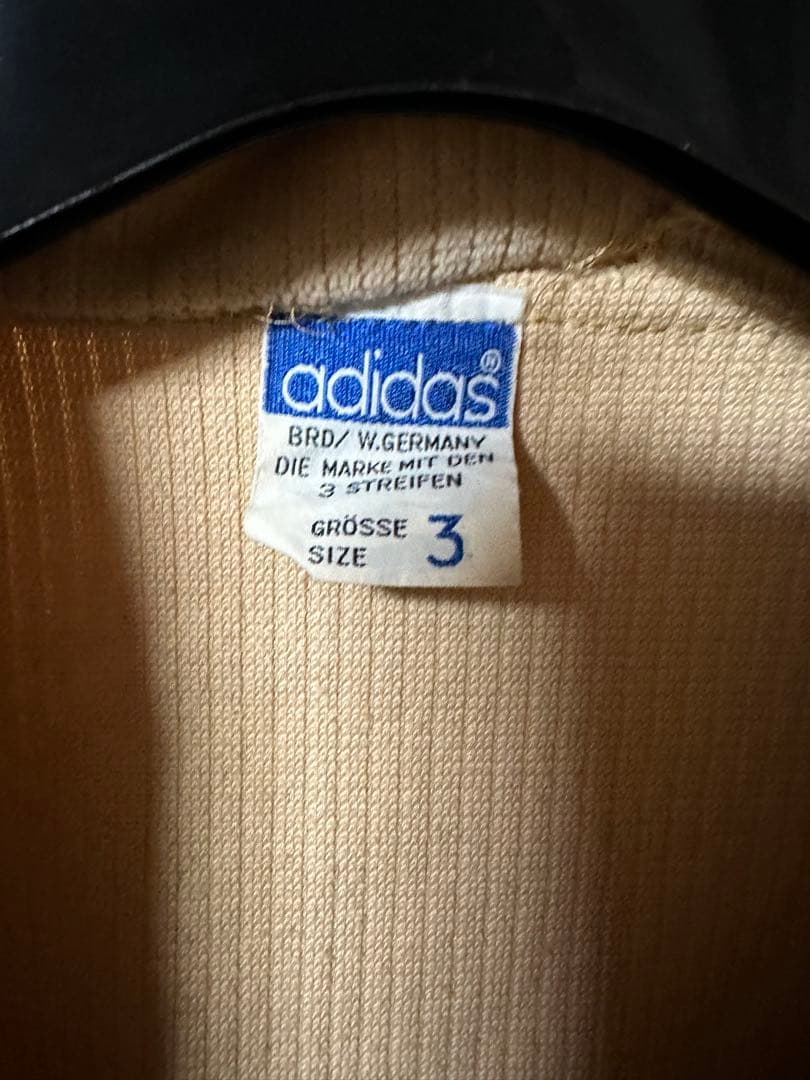 adidas®
BRD/ W.GERMANY
DIE MARKE MIT DEN
3 STREIFEN
GRÖSSE
SIZE 3